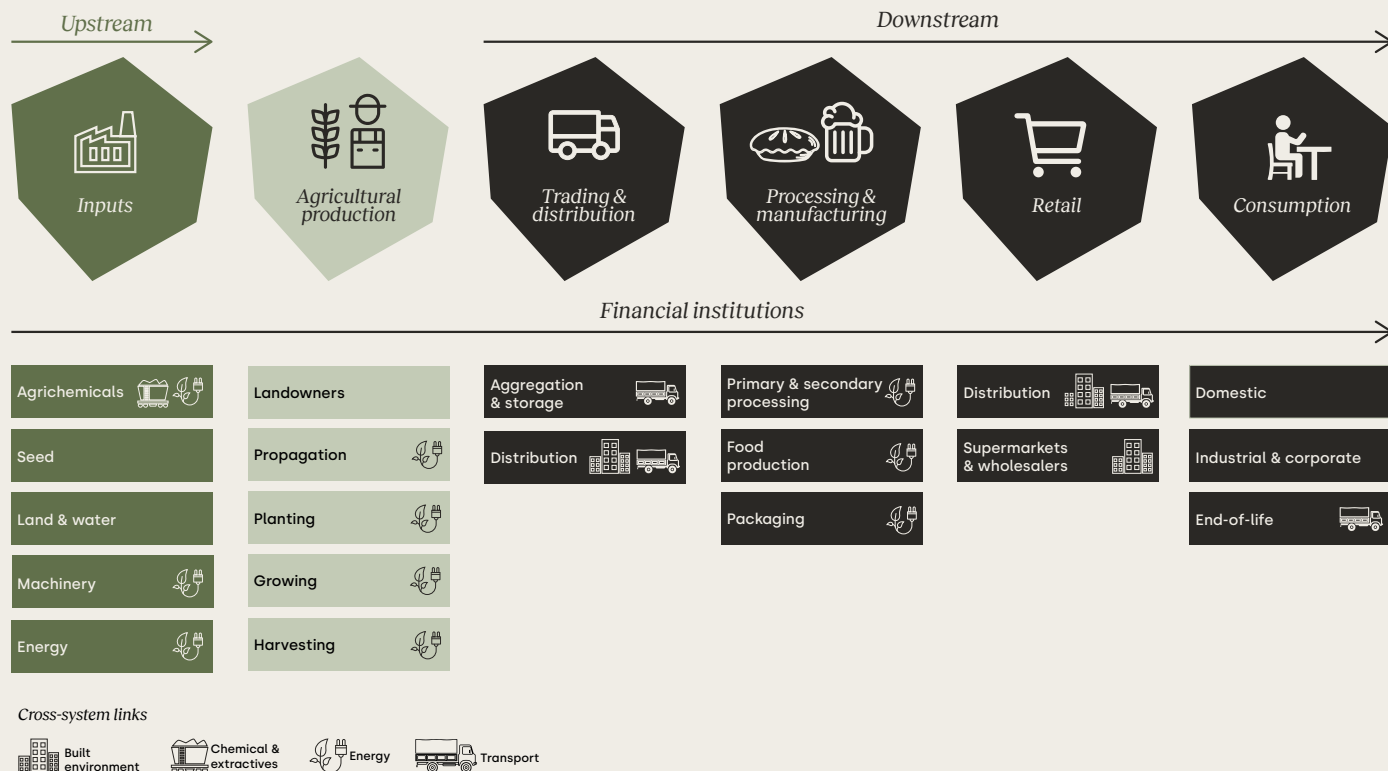 Upstream
Downstream
Inputs
Agricultural
production
Trading &
distribution
Processing &
manufacturing
Retail
Consumption
Financial institutions
Agrichemicals
Seed
Land & water
Machinery
Energy
Landowners
Propagation
Planting
Growing
Harvesting
Aggregation
& storage
Distribution
Primary & secondary
processing
Food
production
Packaging
Distribution
Supermarkets
& wholesalers
Domestic
Industrial & corporate
End-of-life
Cross-system links
Built
environment
Chemical &
extractives
Energy
Transport